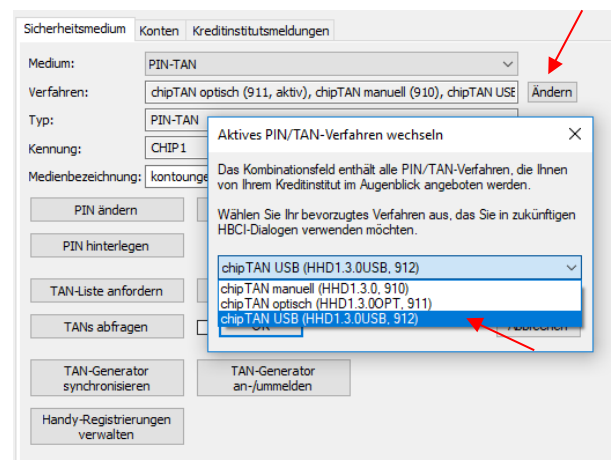 Sicherheitsmedium Konten Kreditinstitutsmeldungen
Medium: PIN-TAN
Verfahren: chipTAN optisch (911, aktiv), chipTAN manuell (910), chipTAN USB Ändern
Typ: PIN-TAN
Kennung: CHIP1
Medienbezeichnung: kontounge
PIN ändern
PIN hinterlegen
TAN-Liste anfordern
TANs abfragen
TAN-Generator
synchronisieren
TAN-Generator
an-/ummelden
Handy-Registrierungen
verwalten
Aktives PIN/TAN-Verfahren wechseln
Das Kombinationsfeld enthält alle PIN/TAN-Verfahren, die Ihnen
von Ihrem Kreditinstitut im Augenblick angeboten werden.
Wählen Sie Ihr bevorzugtes Verfahren aus, das Sie in zukünftigen
HBCI-Dialogen verwenden möchten.
chipTAN USB (HHD1.3.0USB, 912)
chipTAN manuell (HHD1.3.0, 910)
chipTAN optisch (HHD1.3.0OPT, 911)
chipTAN USB (HHD1.3.0USB, 912)